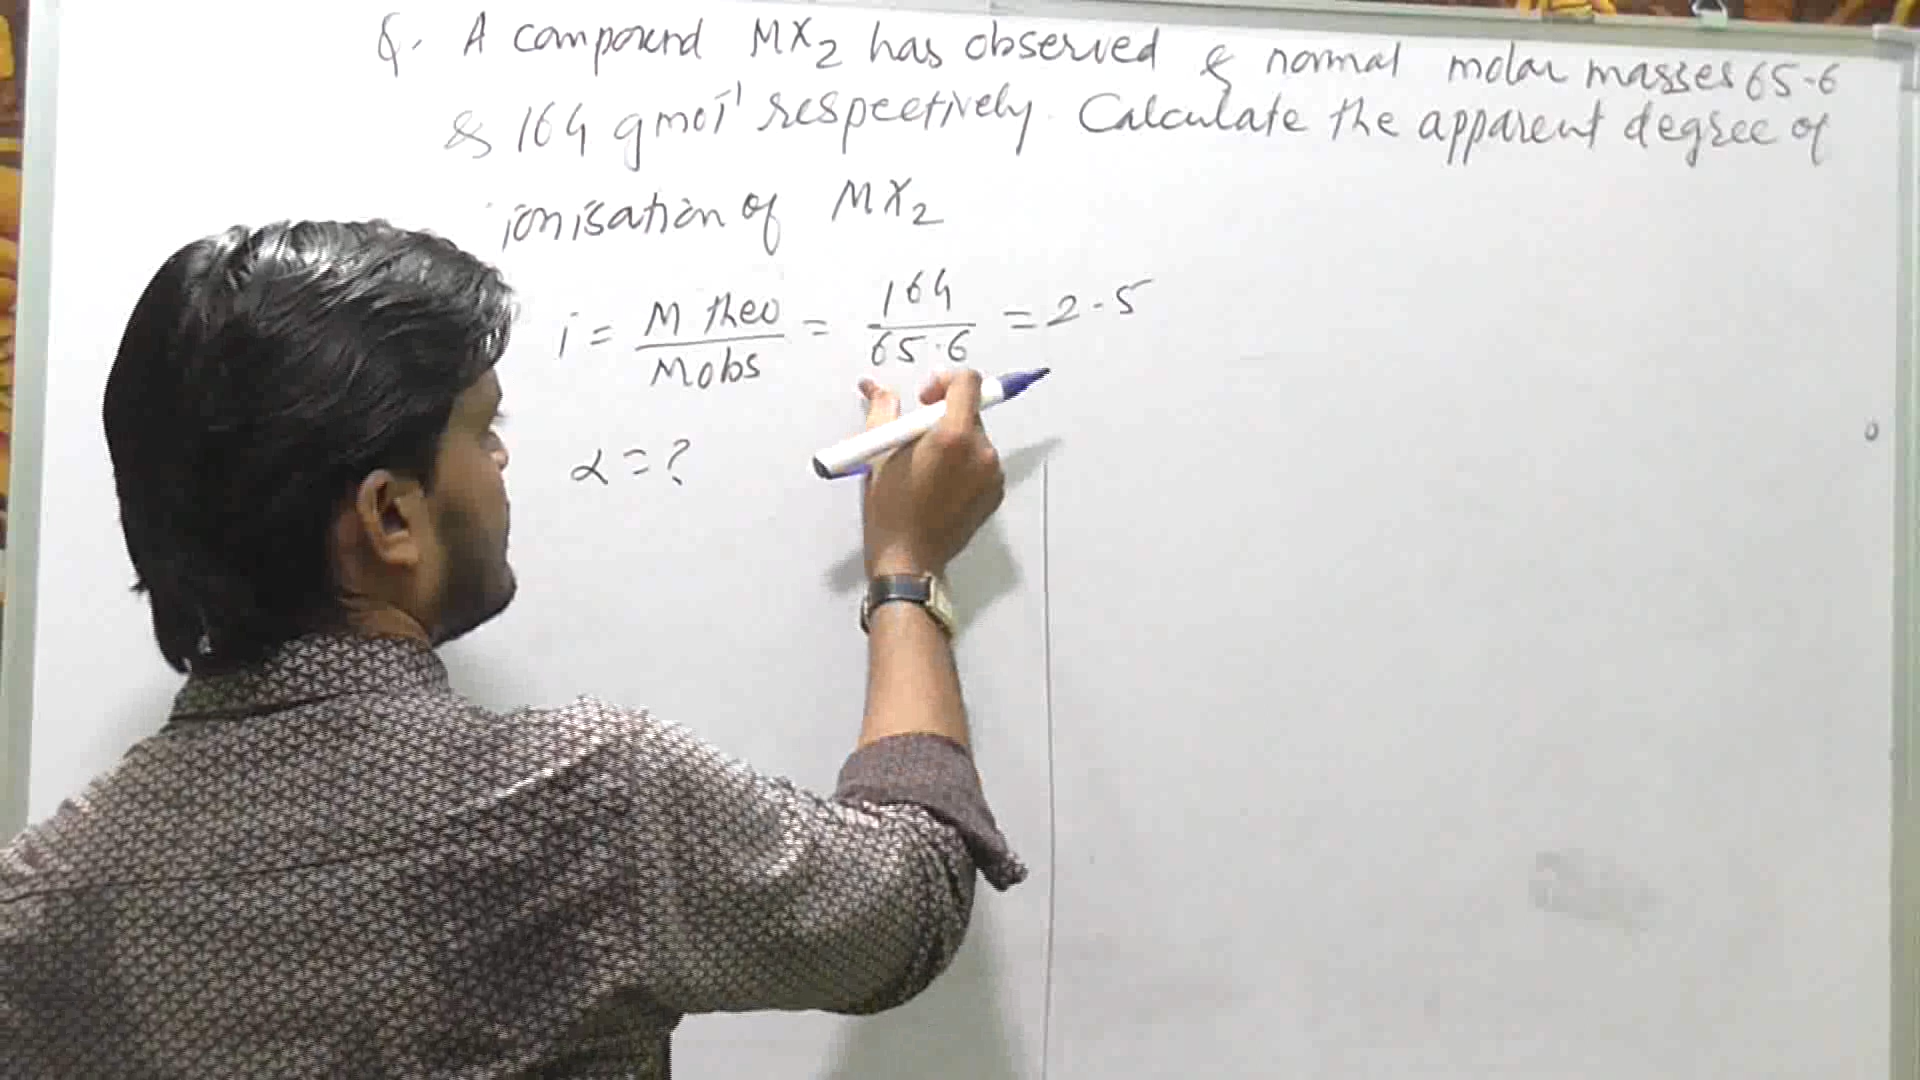 Q. A compound MX₂ has observed & normal molar masses 65.6
& 164 gmol⁻¹ respectively. Calculate the apparent degree of
ionisation of MX₂
i = M theo / M obs = 164 / 65.6 = 2.5
α = ?